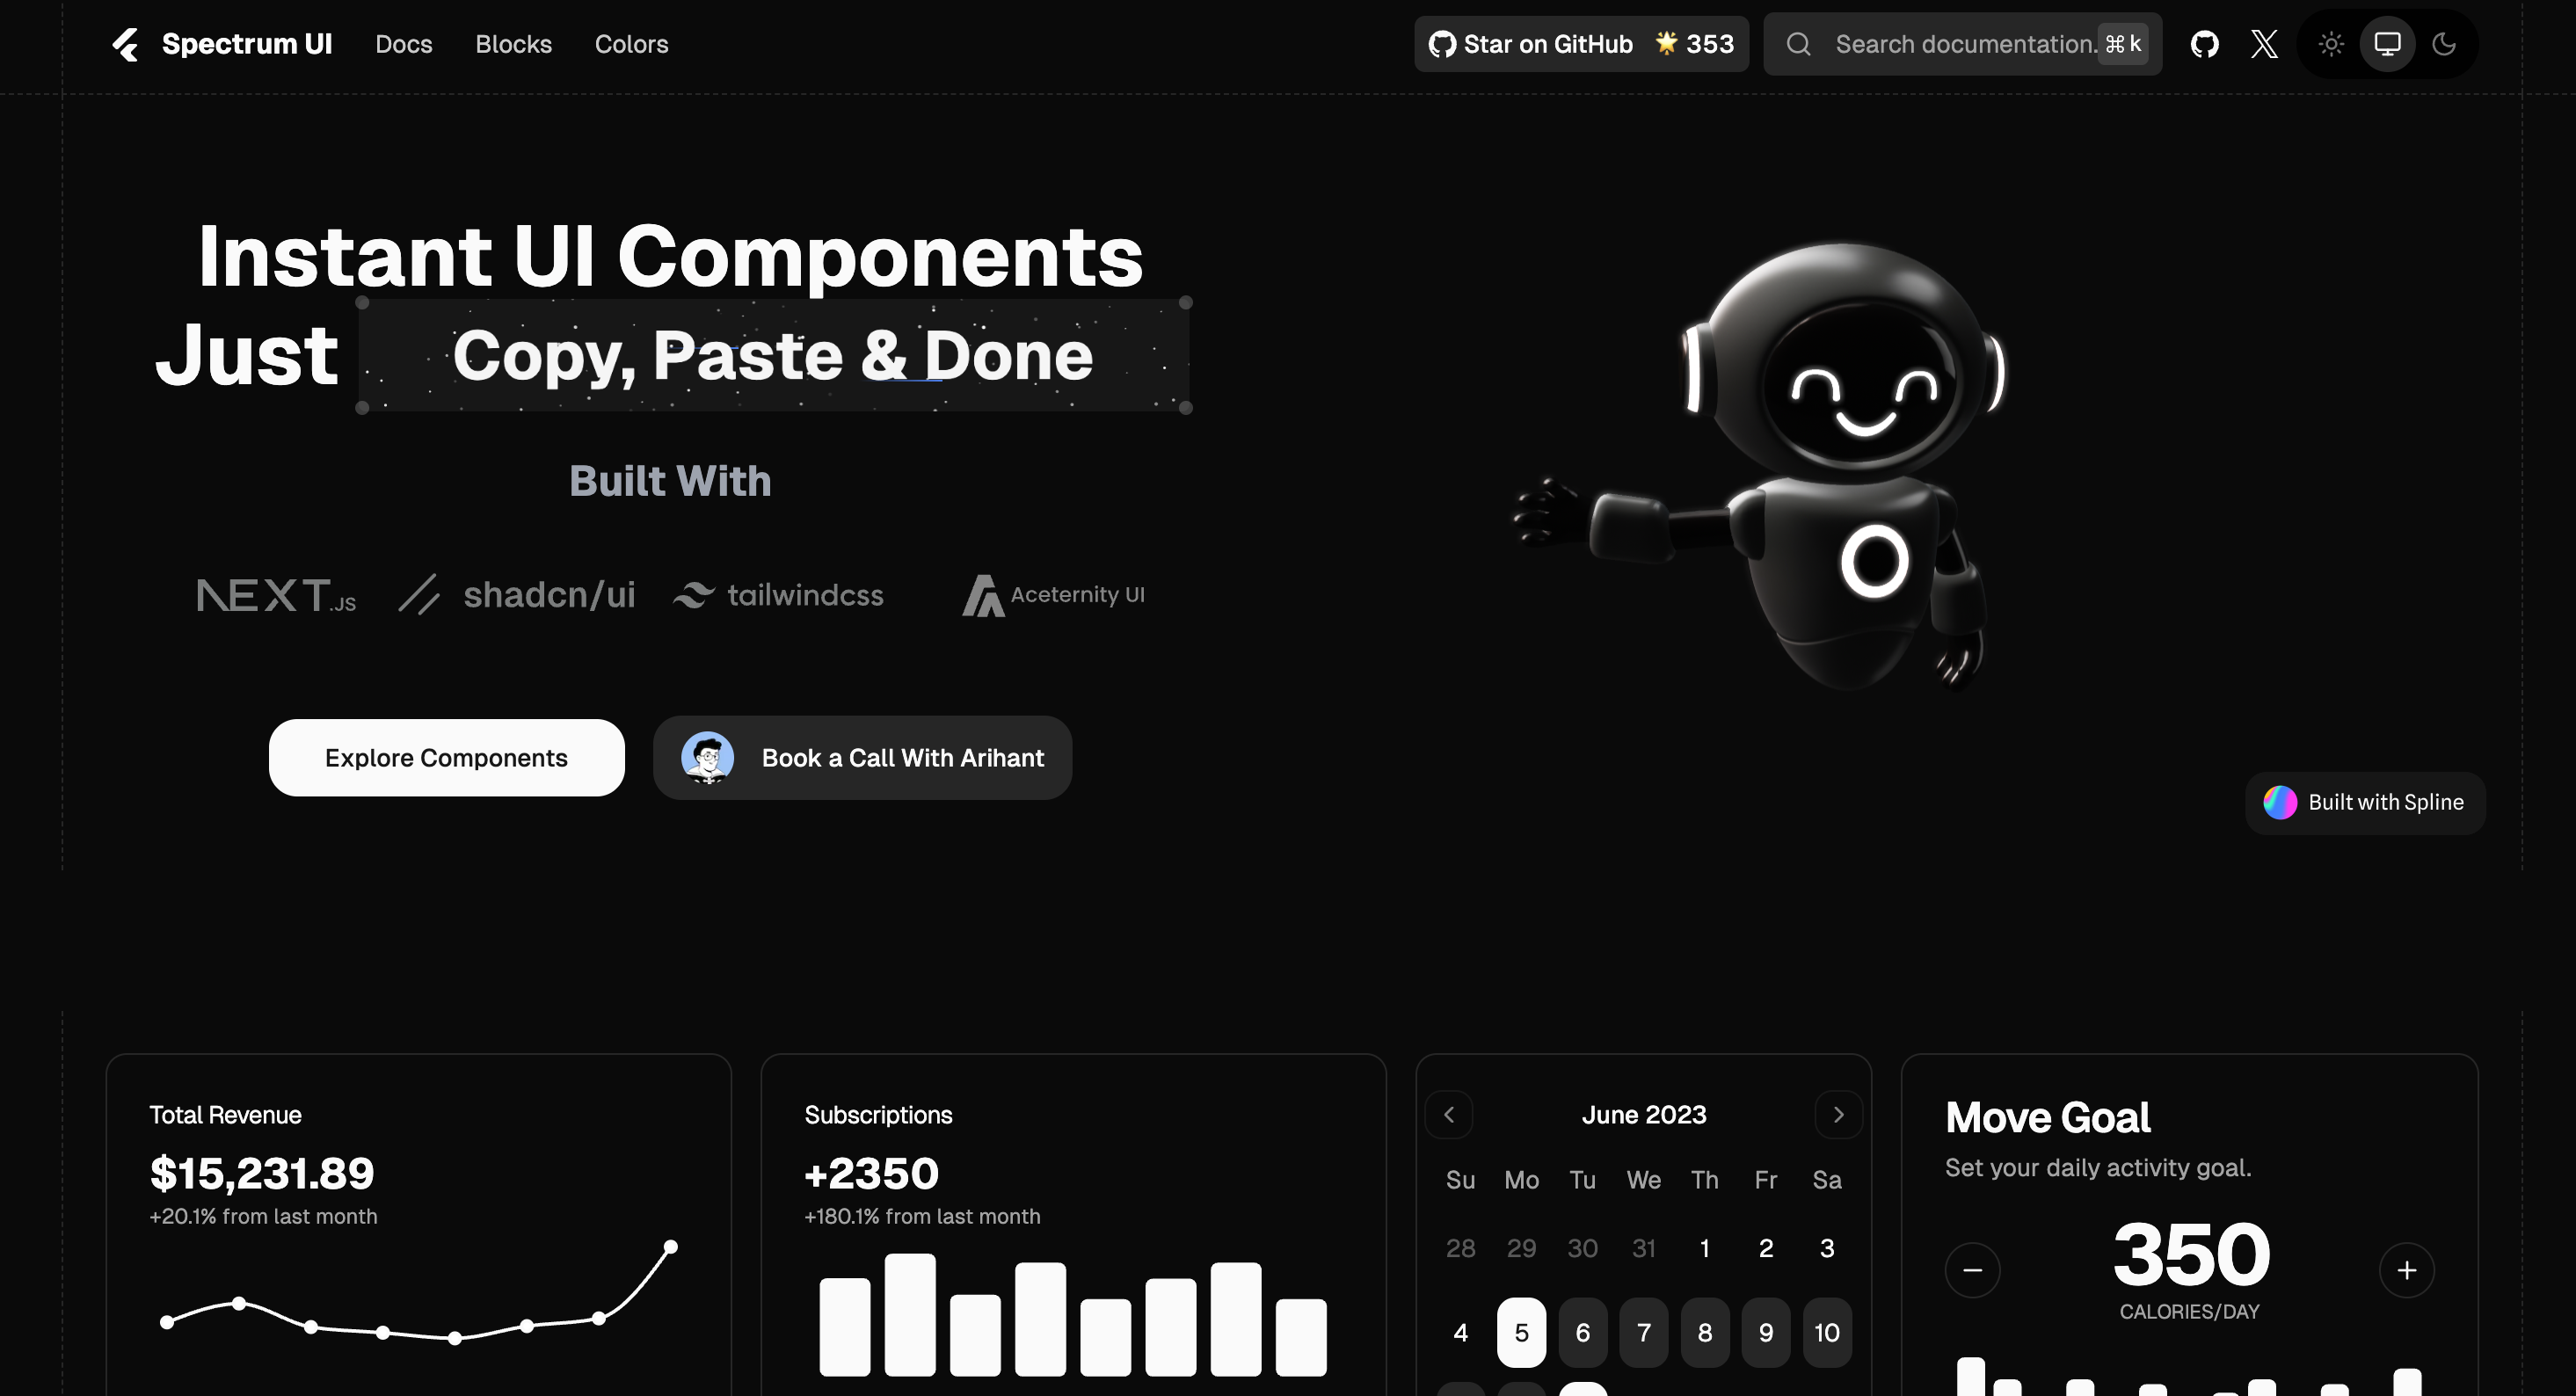 Spectrum UI Docs Blocks Colors Star on GitHub 🌟 353 Search documentation. ⌘ k
Instant UI Components
Just Copy, Paste & Done
Built With
NEXT.JS shadcn/ui tailwindcss Aceternity UI
Explore Components Book a Call With Arihant
Built with Spline
Total Revenue
$15,231.89
+20.1% from last month
Subscriptions
+2350
+180.1% from last month
June 2023
Su Mo Tu We Th Fr Sa
28 29 30 31 1 2 3
4 5 6 7 8 9 10
Move Goal
Set your daily activity goal.
350
CALORIES/DAY